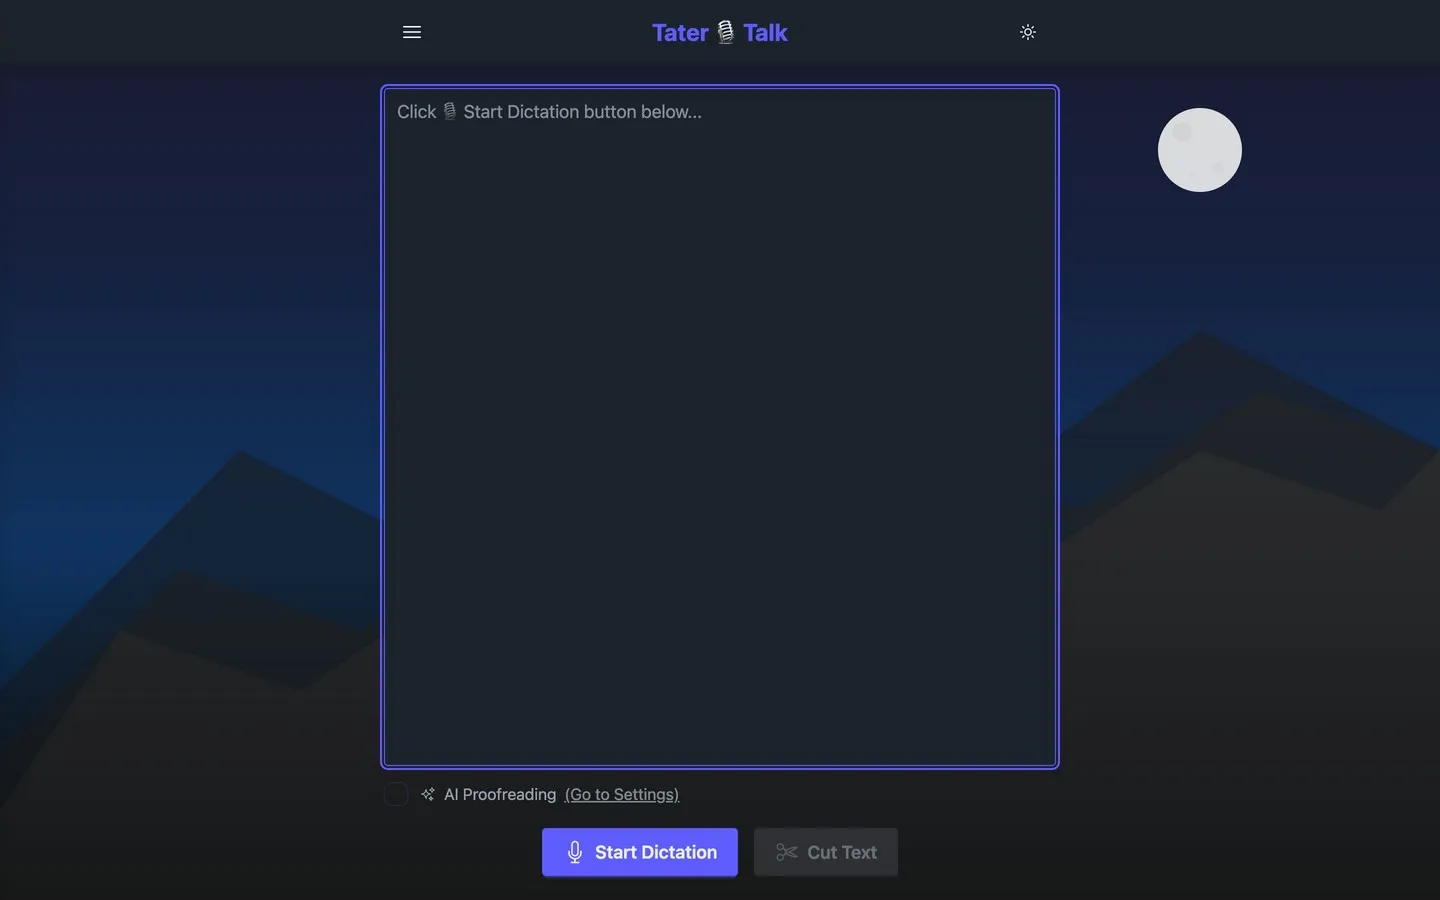 Tater 🎙 Talk
Click 🎙 Start Dictation button below...
AI Proofreading (Go to Settings)
Start Dictation
Cut Text